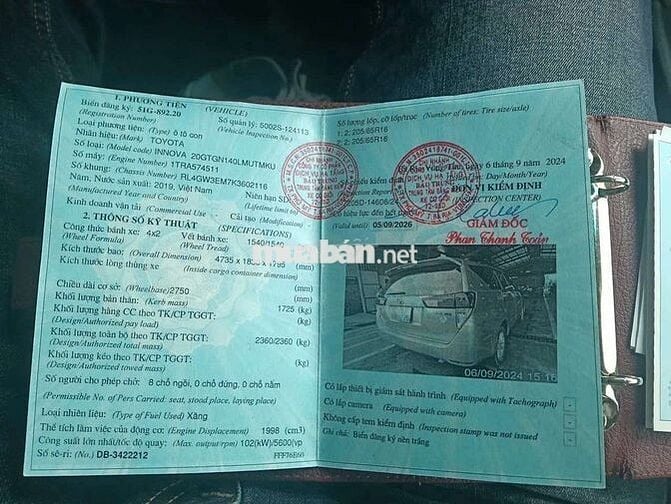 1. PHƯƠNG TIỆN (VEHICLE)
Biển đăng ký: 51G-892.20 Số quản lý: 5002S-124113
(Registration Number) (Vehicle Inspection No.)
Loại phương tiện: (Type) ô tô con
Nhãn hiệu: (Mark) TOYOTA
Số loại: (Model code) INNOVA 20GTGN140LMUTMKU
Số máy: (Engine Number) 1TRA574511
Số khung: (Chassis Number) RL4GW3EM7K3602116
Năm, Nước sản xuất: 2019, Việt Nam Niên hạn SD
(Manufactured Year and Country) (Lifetime limit to)
Kinh doanh vận tải (Commercial Use Cải tạo (Modification)
2. THÔNG SỐ KỸ THUẬT (SPECIFICATIONS)
Công thức bánh xe: 4x2 Vết bánh xe: 1540/1540
(Wheel Formula) (Wheel Tread) (mm)
Kích thước bao: (Overall Dimension) 4735 x 1830 x 1795 (mm)
Kích thước lòng thùng xe
(Inside cargo container dimension) (mm)
Chiều dài cơ sở: (Wheelbase) 2750 (mm)
Khối lượng bản thân: (Kerb mass) 1725 (kg)
Khối lượng hàng CC theo TK/CP TGGT:
(Design/Authorized pay load) (kg)
Khối lượng toàn bộ theo TK/CP TGGT: 2360/2360 (kg)
(Design/Authorized total mass)
Khối lượng kéo theo TK/CP TGGT:
(Design/Authorized towed mass) (kg)
Số người cho phép chở: 8 chỗ ngồi, 0 chỗ đứng, 0 chỗ nằm
(Permissible No. of Pers Carried: seat, stood place, laying place)
Loại nhiên liệu: (Type of Fuel Used) Xăng
Thể tích làm việc của động cơ: (Engine Displacement) 1998 (cm3)
Công suất lớn nhất/tốc độ quay: (Max. output/rpm) 102(kW)/5600vp
Số sê-ri: (No.) DB-3422212
Số lượng lốp, cỡ lốp/trục (Number of tires: Tire size/axle)
1: 2; 205/65R16
2: 2; 205/65R16
6 tháng 9 năm 2024
Day/Month/Year)
ĐƠN VỊ KIỂM ĐỊNH
(INSPECTION CENTER)
Có hiệu lực đến hết
(Valid until) 05/09/2026
GIÁM ĐỐC
Phan Thanh Toàn
muaban.net
06/09/2024 15:16
Có lắp thiết bị giám sát hành trình (Equipped with Tachograph)
Có lắp camera (Equipped with camera)
Không cấp tem kiểm định (Inspection stamp was not issued
Ghi chú: Biển đăng ký nền trắng